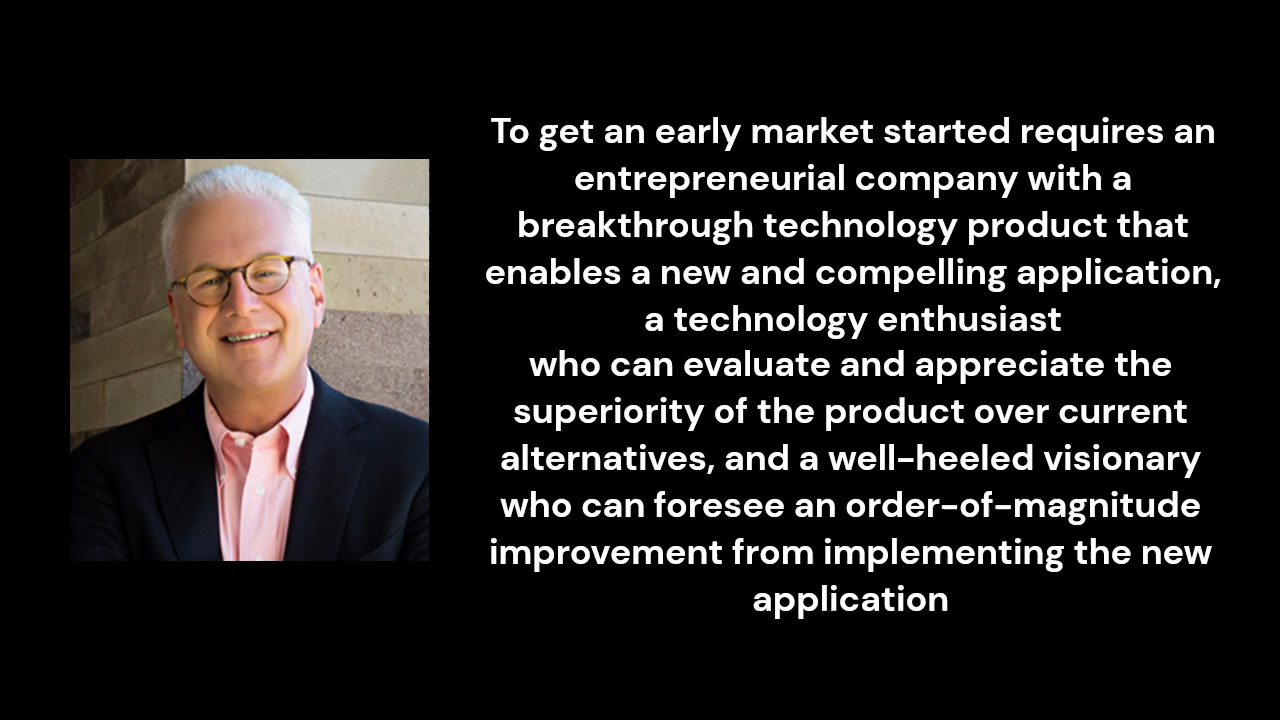 To get an early market started requires an
entrepreneurial company with a
breakthrough technology product that
enables a new and compelling application,
a technology enthusiast
who can evaluate and appreciate the
superiority of the product over current
alternatives, and a well-heeled visionary
who can foresee an order-of-magnitude
improvement from implementing the new
application